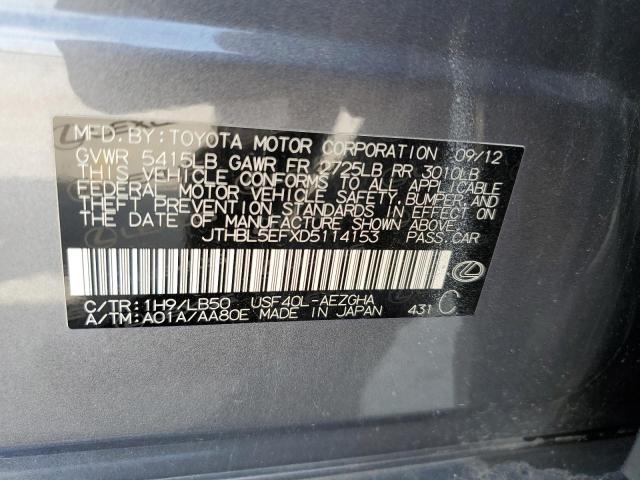 MFD.BY:TOYOTA MOTOR CORPORATION 09/12
GVWR 5415LB GAWR FR 2725LB RR 3010LB
THIS VEHICLE CONFORMS TO ALL APPLICABLE
FEDERAL MOTOR VEHICLE SAFETY,BUMPER,AND
THEFT PREVENTION STANDARDS IN EFFECT ON
THE DATE OF MANUFACTURE SHOWN ABOVE.
JTHBL5EFXD5114153 PASS.CAR
C/TR:1H9/LB50 USF40L-AEZGHA
A/TM:A01A/AA80E MADE IN JAPAN 431 C